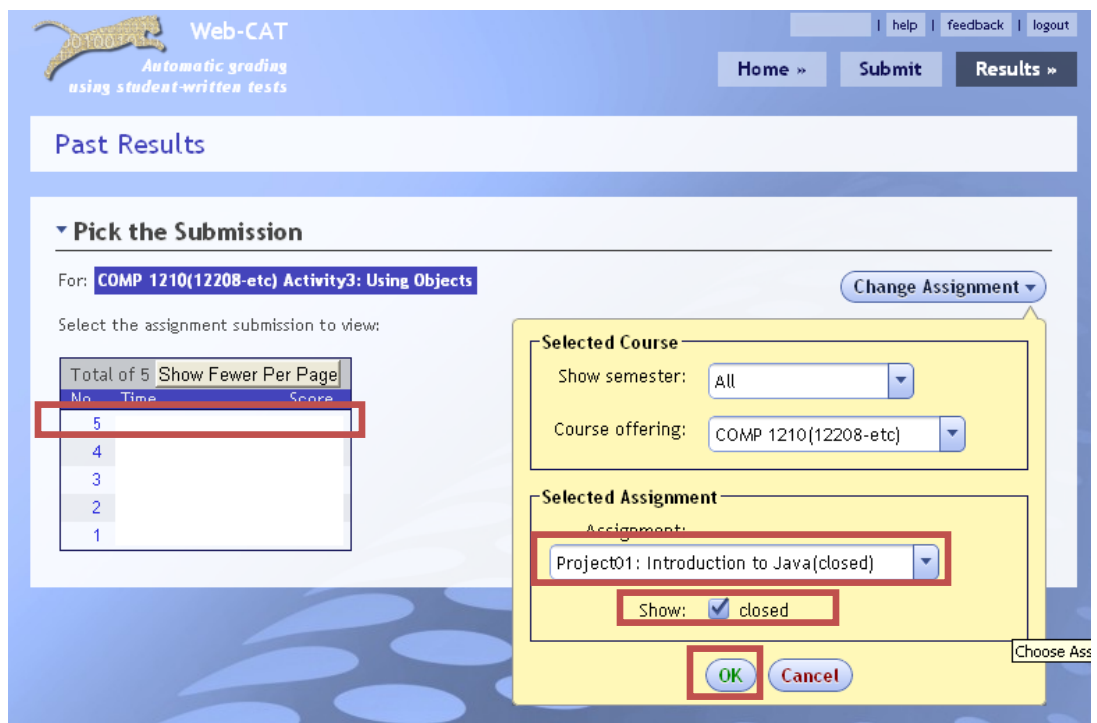 Web-CAT
Automatic grading
using student-written tests
| help | feedback | logout
Home »
Submit
Results »
Past Results
Pick the Submission
For: COMP 1210(12208-etc) Activity3: Using Objects
Change Assignment
Select the assignment submission to view:
Total of 5 Show Fewer Per Page
No. Time Score
5
4
3
2
1
Selected Course
Show semester: All
Course offering: COMP 1210(12208-etc)
Selected Assignment
Assignment:
Project01: Introduction to Java(closed)
Show: closed
OK
Cancel
Choose Ass